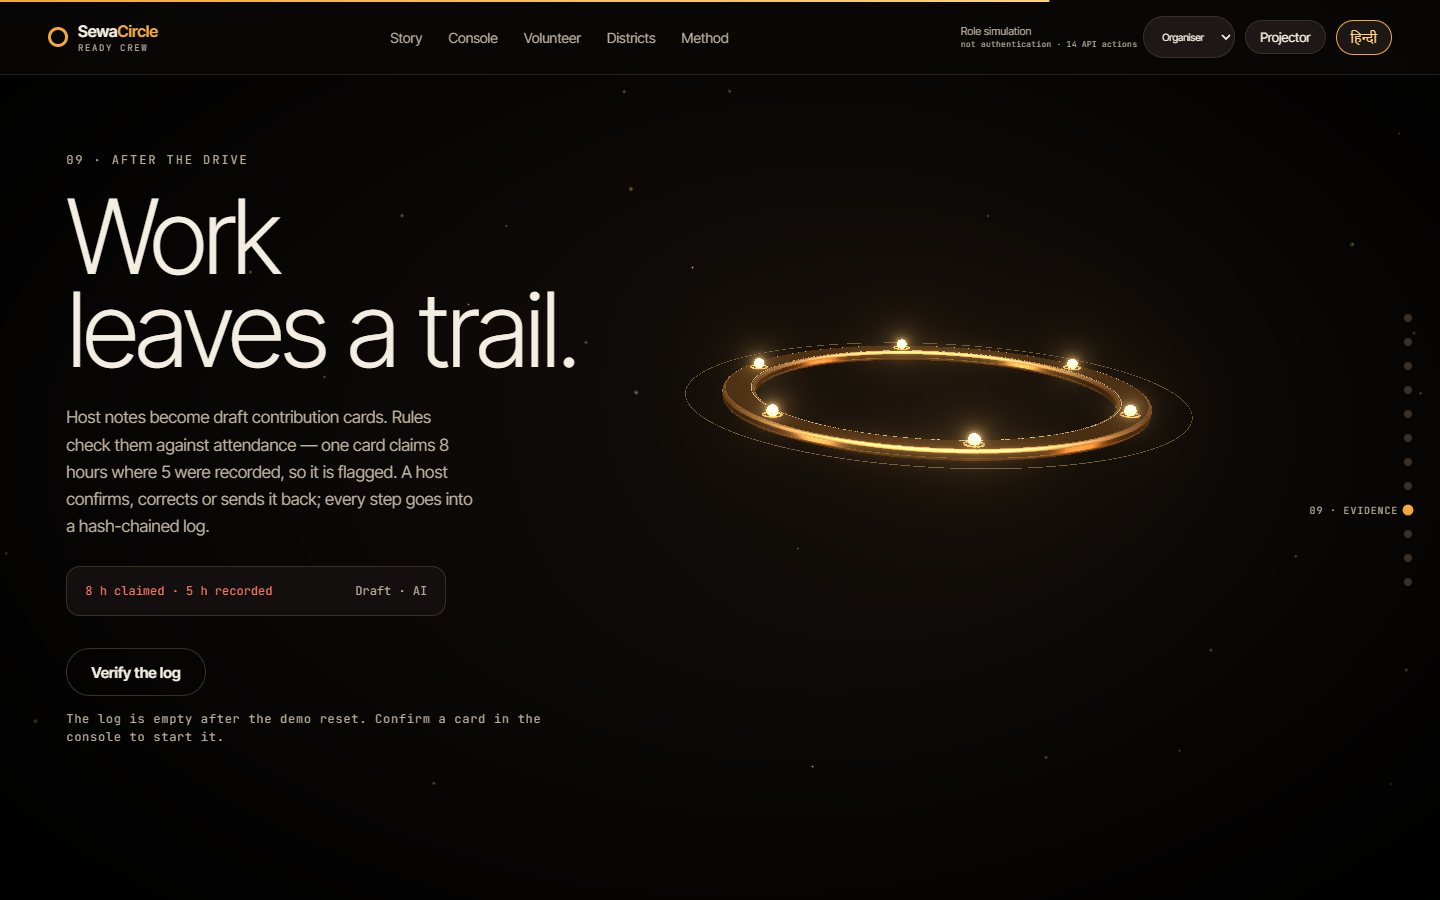 SewaCircle
READY CREW
Story
Console
Volunteer
Districts
Method
Role simulation
not authentication · 14 API actions
Organiser
Projector
हिन्दी
09 · AFTER THE DRIVE
Work
leaves a trail.
Host notes become draft contribution cards. Rules
check them against attendance — one card claims 8
hours where 5 were recorded, so it is flagged. A host
confirms, corrects or sends it back; every step goes into
a hash-chained log.
8 h claimed · 5 h recorded
Draft · AI
09 · EVIDENCE
Verify the log
The log is empty after the demo reset. Confirm a card in the
console to start it.